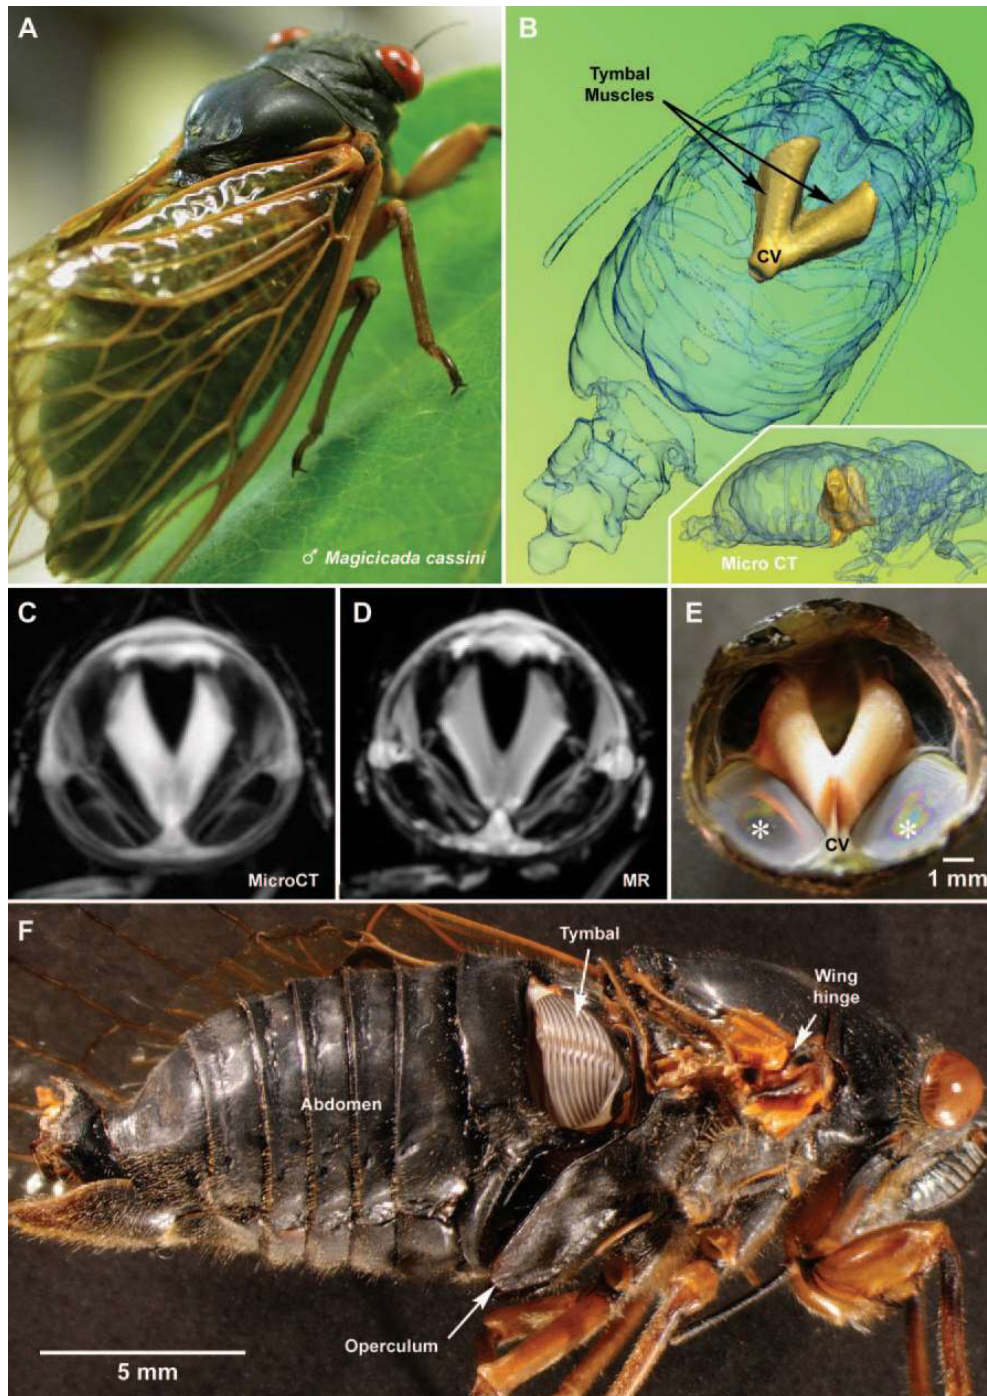 A
♂ Magicicada cassini
B
Tymbal
Muscles
CV
Micro CT
C
MicroCT
D
MR
E
*
*
CV
1 mm
F
Tymbal
Wing
hinge
Abdomen
Operculum
5 mm